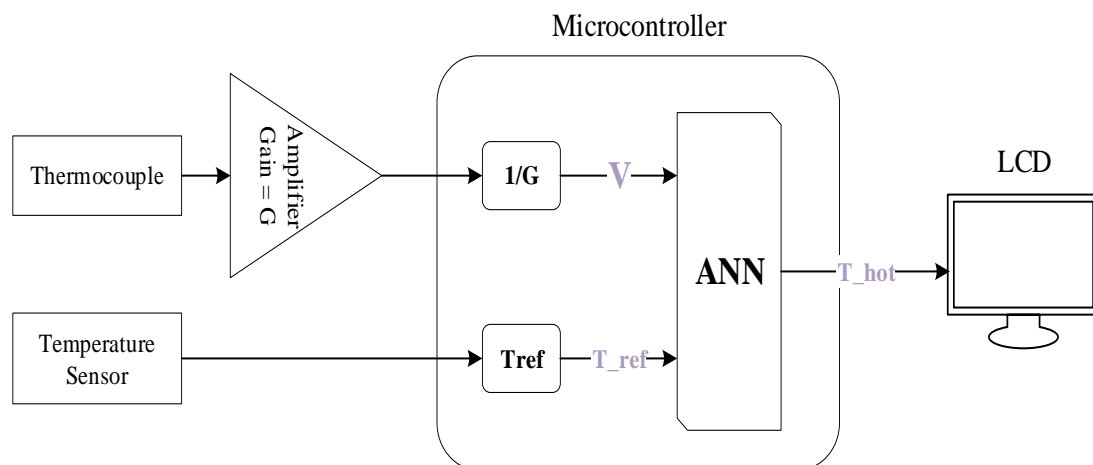 Microcontroller
Thermocouple
Amplifier
Gain = G
1/G
V
ANN
T_hot
LCD
Temperature
Sensor
Tref
T_ref